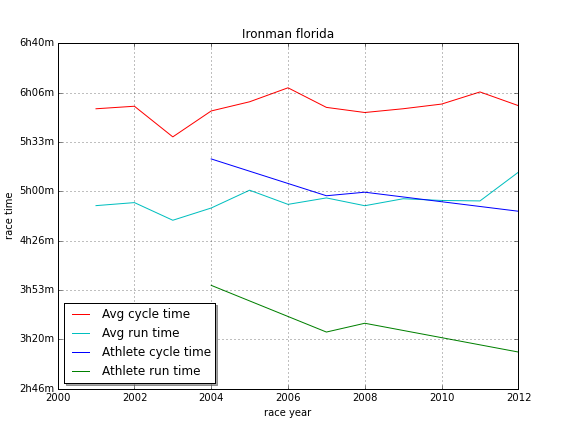 Ironman florida
6h40m
6h06m
5h33m
5h00m
4h26m
3h53m
3h20m
2h46m
race time
Avg cycle time
Avg run time
Athlete cycle time
Athlete run time
2000 2002 2004 2006 2008 2010 2012
race year